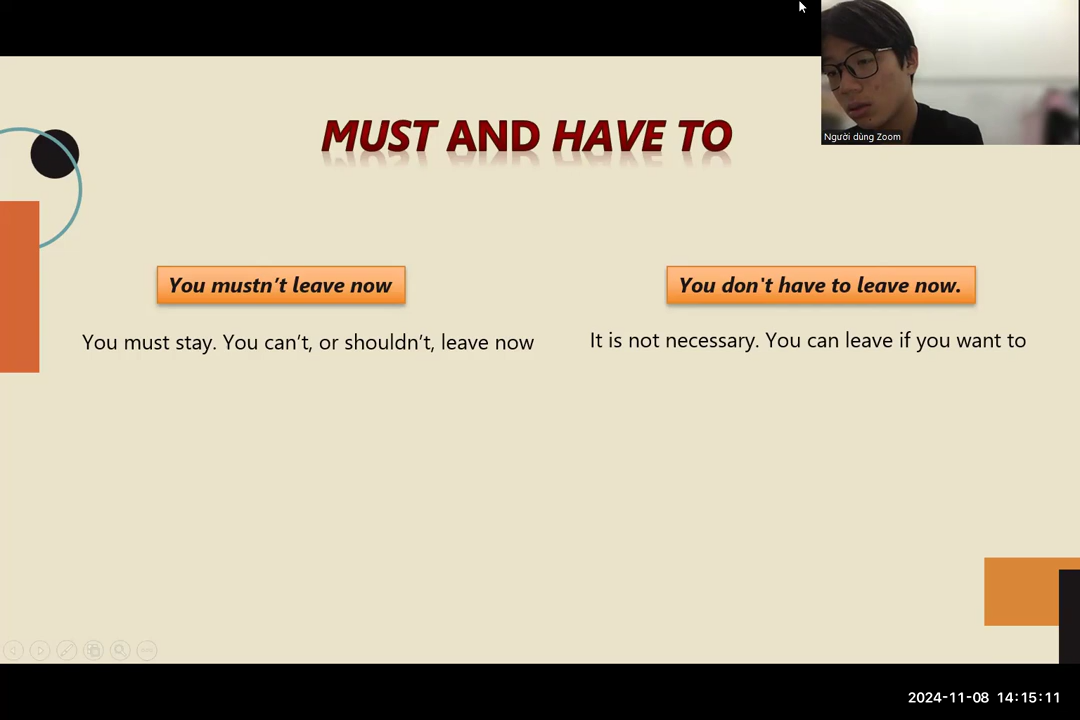 MUST AND HAVE TO
Người dùng Zoom
You mustn’t leave now
You don't have to leave now.
You must stay. You can’t, or shouldn’t, leave now
It is not necessary. You can leave if you want to
2024-11-08 14:15:11